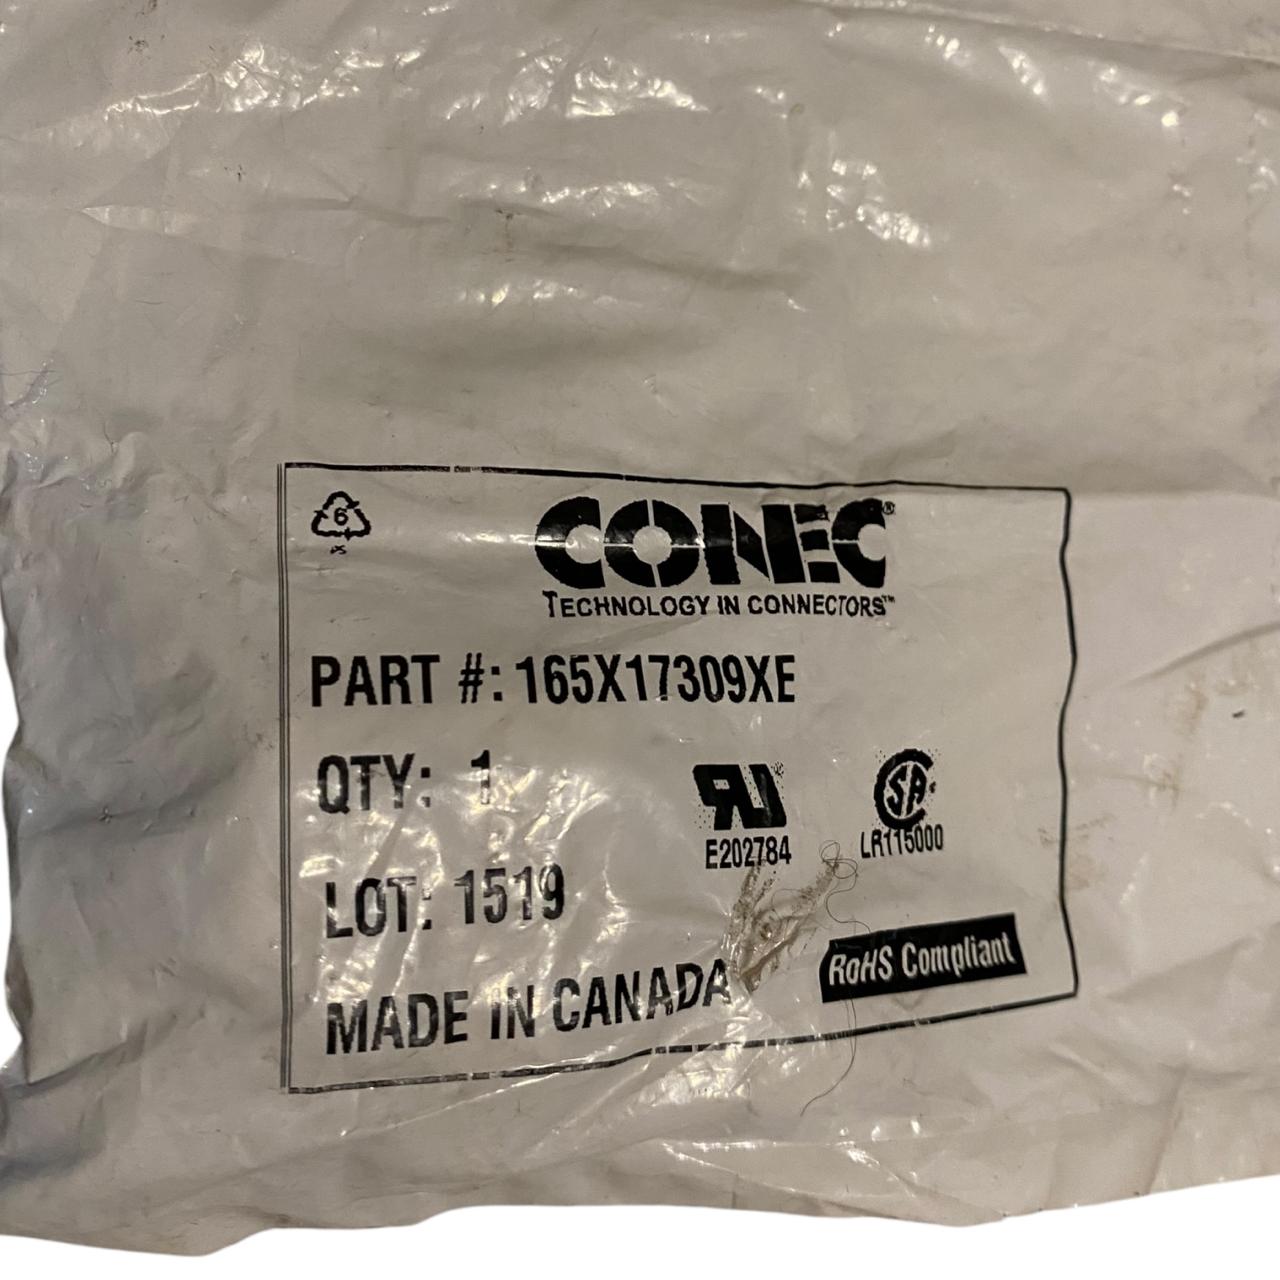 6
PS
CONEC®
TECHNOLOGY IN CONNECTORS™
PART #: 165X17309XE
QTY: 1
LOT: 1519
MADE IN CANADA
E202784
LR115000
RoHS Compliant